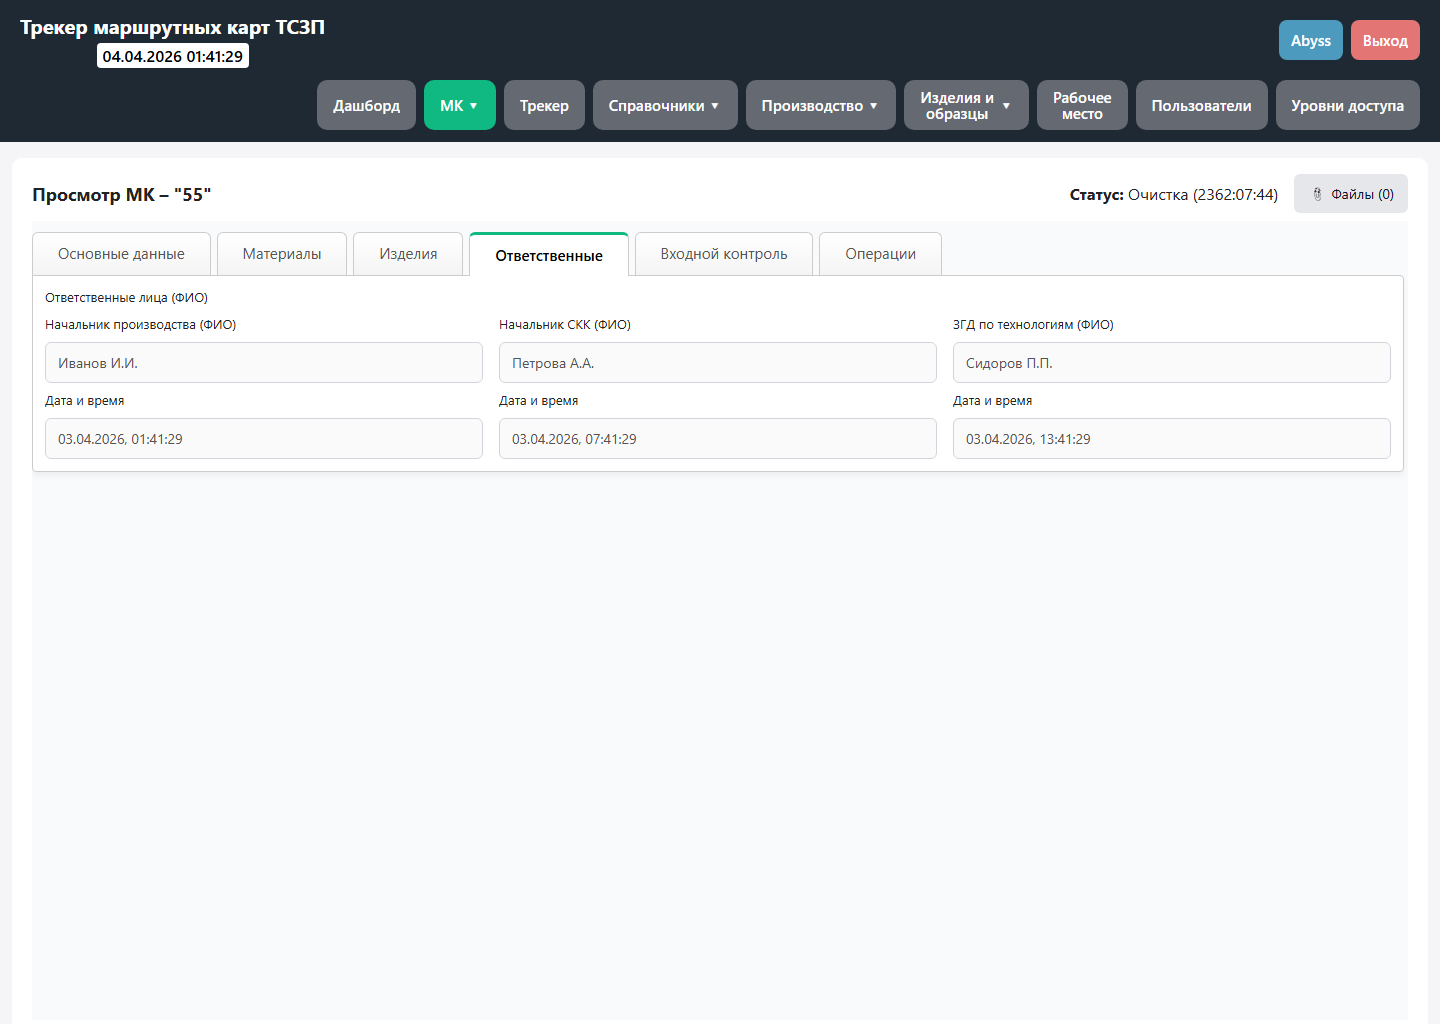 Трекер маршрутных карт ТСЗП
04.04.2026 01:41:29
Abyss
Выход
Дашборд
МК ▼
Трекер
Справочники ▼
Производство ▼
Изделия и
образцы ▼
Рабочее
место
Пользователи
Уровни доступа
Просмотр МК – "55"
Статус: Очистка (2362:07:44)
Файлы (0)
Основные данные
Материалы
Изделия
Ответственные
Входной контроль
Операции
Ответственные лица (ФИО)
Начальник производства (ФИО)
Начальник СКК (ФИО)
ЗГД по технологиям (ФИО)
Иванов И.И.
Петрова А.А.
Сидоров П.П.
Дата и время
Дата и время
Дата и время
03.04.2026, 01:41:29
03.04.2026, 07:41:29
03.04.2026, 13:41:29